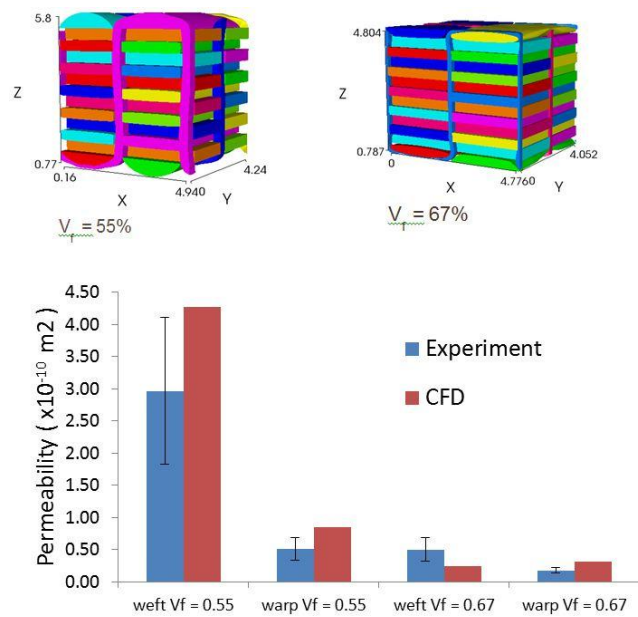 5.8
Z
0.77
0.16
X
4.940
Y
4.24
V_f = 55%
4.804
Z
0.787
0
X
4.7760
Y
4.052
V_f = 67%
Permeability ( x10⁻¹⁰ m2)
4.50
4.00
3.50
3.00
2.50
2.00
1.50
1.00
0.50
0.00
Experiment
CFD
weft Vf = 0.55
warp Vf = 0.55
weft Vf = 0.67
warp Vf = 0.67